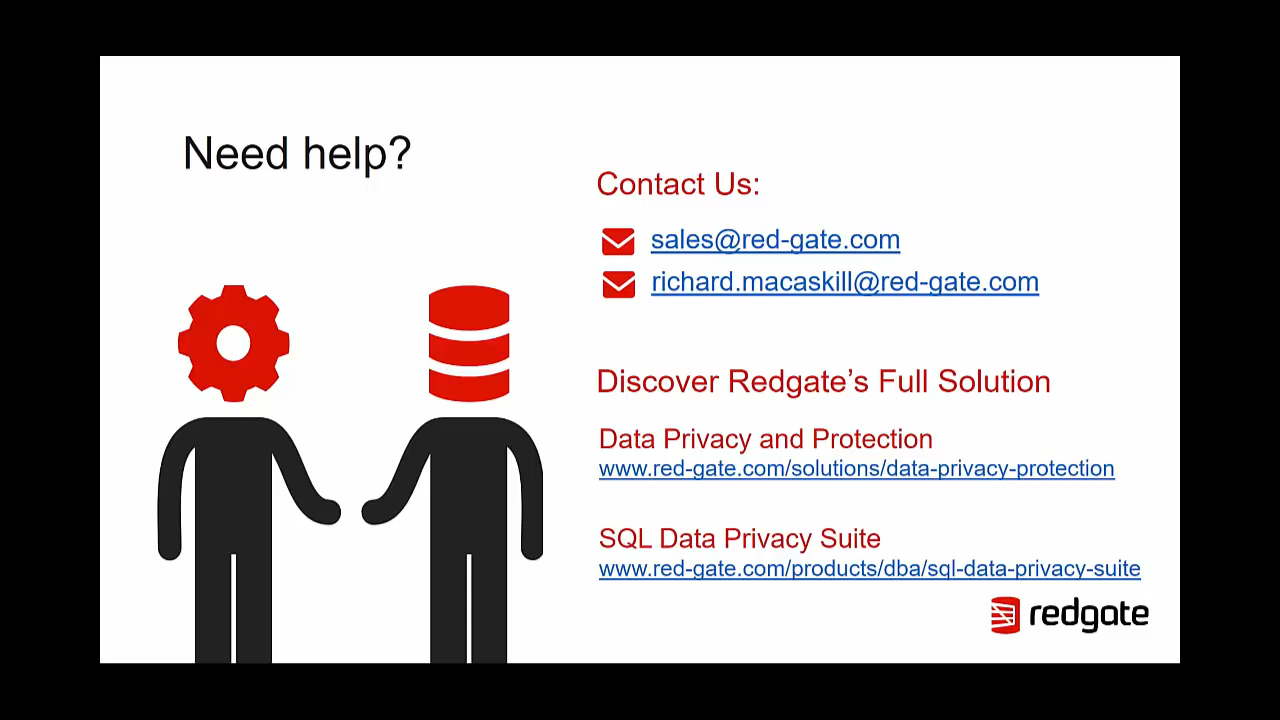 Need help?
Contact Us:
sales@red-gate.com
richard.macaskill@red-gate.com
Discover Redgate’s Full Solution
Data Privacy and Protection
www.red-gate.com/solutions/data-privacy-protection
SQL Data Privacy Suite
www.red-gate.com/products/dba/sql-data-privacy-suite
redgate